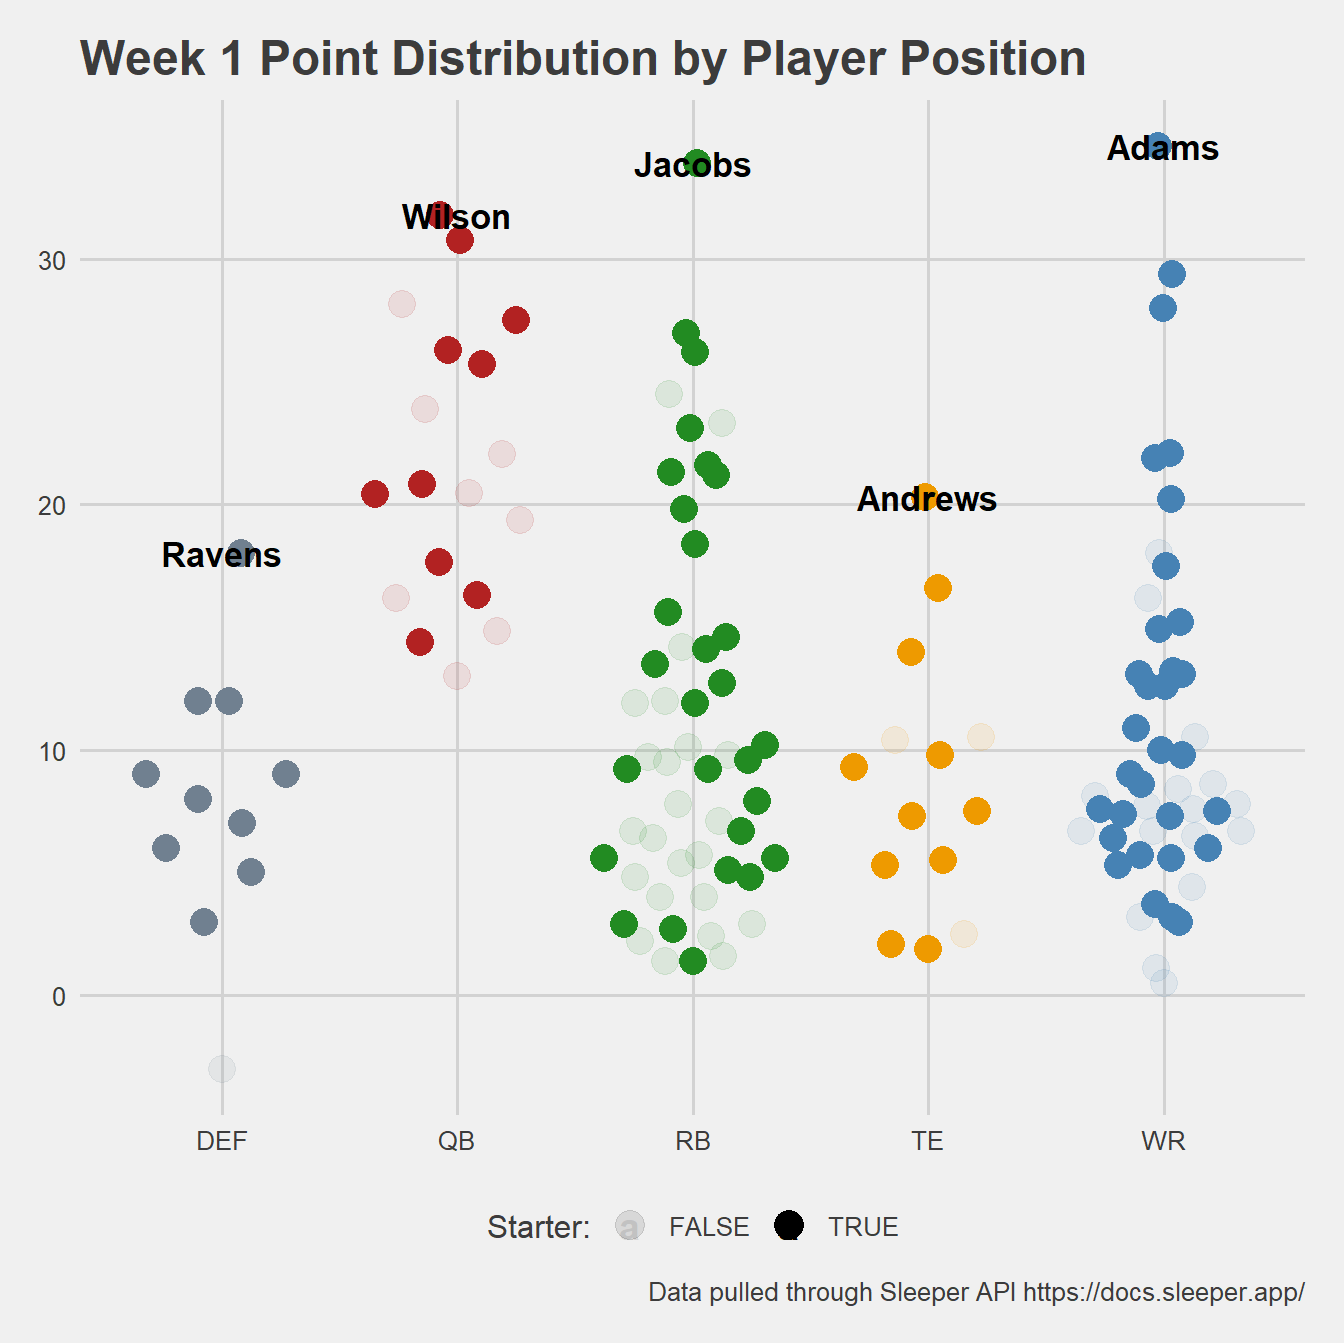 Week 1 Point Distribution by Player Position
Adams
Jacobs
Wilson
30
Andrews
20
Ravens
10
0
DEF QB RB TE WR
Starter: a FALSE TRUE
Data pulled through Sleeper API https://docs.sleeper.app/